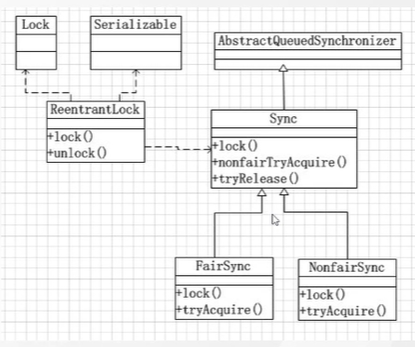 Lock
Serializable
AbstractQueuedSynchronizer
ReentrantLock
+lock()
+unlock()
Sync
+lock()
+nonfairTryAcquire()
+tryRelease()
FairSync
+lock()
+tryAcquire()
NonfairSync
+lock()
+tryAcquire()